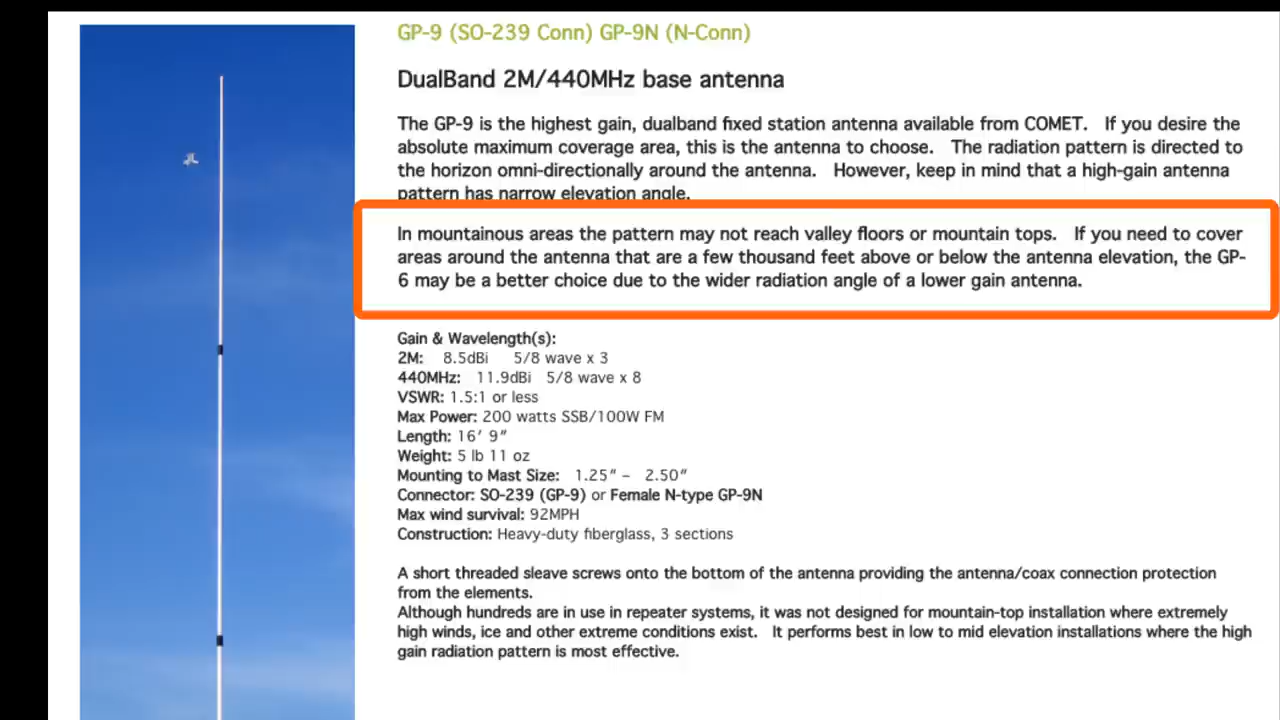 GP-9 (SO-239 Conn) GP-9N (N-Conn)
DualBand 2M/440MHz base antenna
The GP-9 is the highest gain, dualband fixed station antenna available from COMET. If you desire the
absolute maximum coverage area, this is the antenna to choose. The radiation pattern is directed to
the horizon omni-directionally around the antenna. However, keep in mind that a high-gain antenna
pattern has narrow elevation angle.
In mountainous areas the pattern may not reach valley floors or mountain tops. If you need to cover
areas around the antenna that are a few thousand feet above or below the antenna elevation, the GP-
6 may be a better choice due to the wider radiation angle of a lower gain antenna.
Gain & Wavelength(s):
2M: 8.5dBi 5/8 wave x 3
440MHz: 11.9dBi 5/8 wave x 8
VSWR: 1.5:1 or less
Max Power: 200 watts SSB/100W FM
Length: 16' 9"
Weight: 5 lb 11 oz
Mounting to Mast Size: 1.25" – 2.50"
Connector: SO-239 (GP-9) or Female N-type GP-9N
Max wind survival: 92MPH
Construction: Heavy-duty fiberglass, 3 sections
A short threaded sleave screws onto the bottom of the antenna providing the antenna/coax connection protection
from the elements.
Although hundreds are in use in repeater systems, it was not designed for mountain-top installation where extremely
high winds, ice and other extreme conditions exist. It performs best in low to mid elevation installations where the high
gain radiation pattern is most effective.